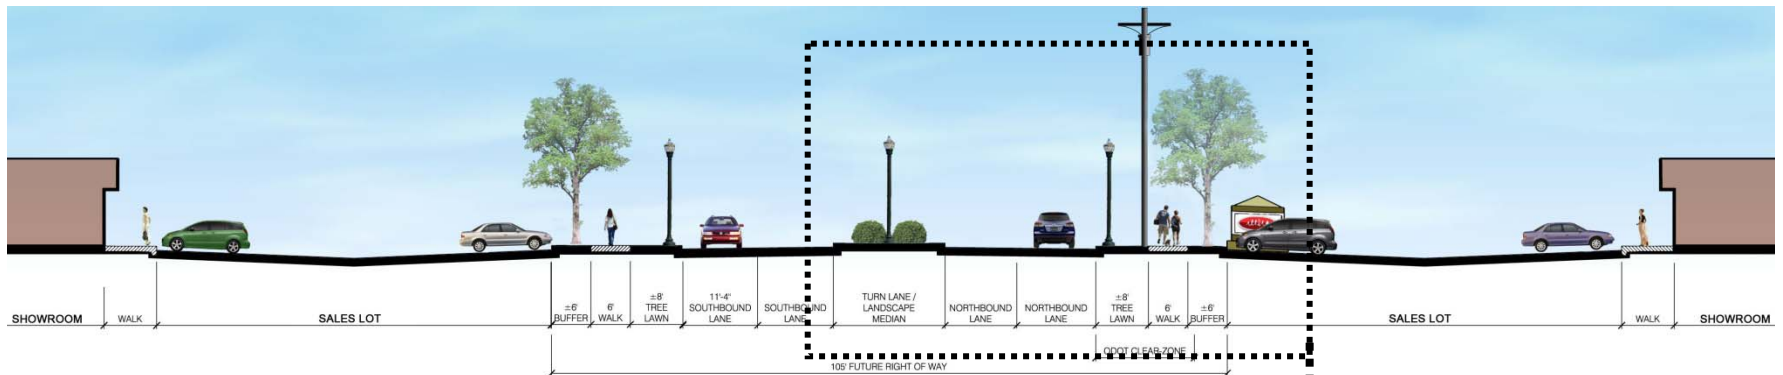 SHOWROOM
WALK
SALES LOT
±6'
BUFFER
6'
WALK
±8'
TREE
LAWN
11'-4"
SOUTHBOUND
LANE
SOUTHBOUND
LANE
TURN LANE /
LANDSCAPE
MEDIAN
NORTHBOUND
LANE
NORTHBOUND
LANE
±8'
TREE
LAWN
6'
WALK
±6'
BUFFER
SALES LOT
WALK
SHOWROOM
ODOT CLEAR-ZONE
105' FUTURE RIGHT OF WAY